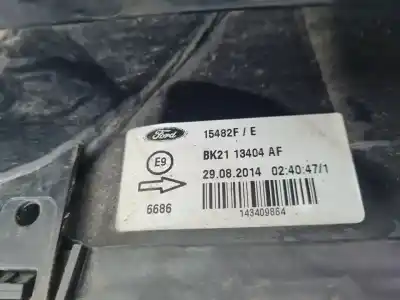 Ford
15482F / E
BK21 13404 AF
E9
29.08.2014 02:40:47/1
6686
143409864